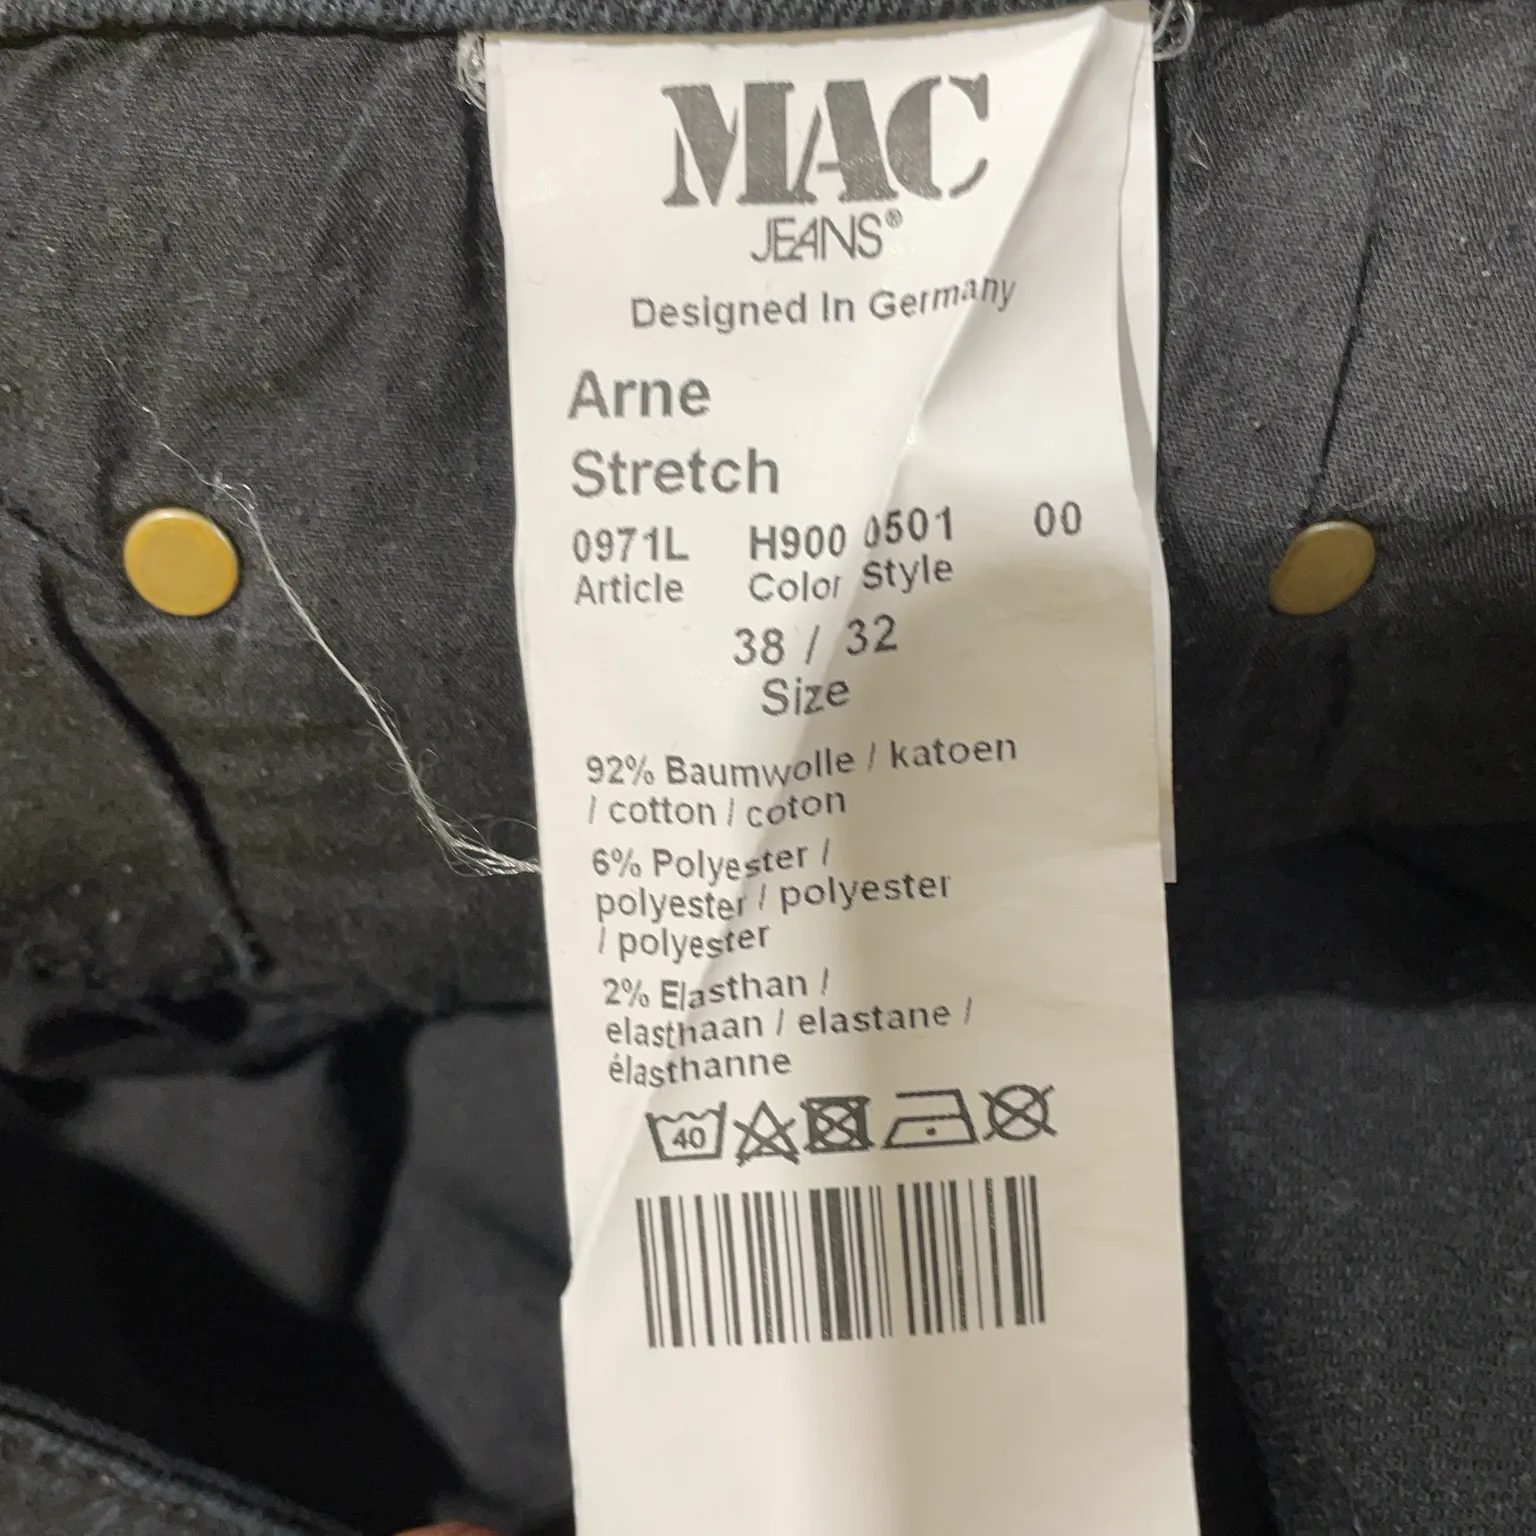 MAC
JEANS®
Designed In Germany
Arne
Stretch
0971L H900 0501 00
Article Color Style
38 / 32
Size
92% Baumwolle / katoen
/ cotton / coton
6% Polyester /
polyester / polyester
/ polyester
2% Elasthan /
elasthaan / elastane /
élasthanne
40